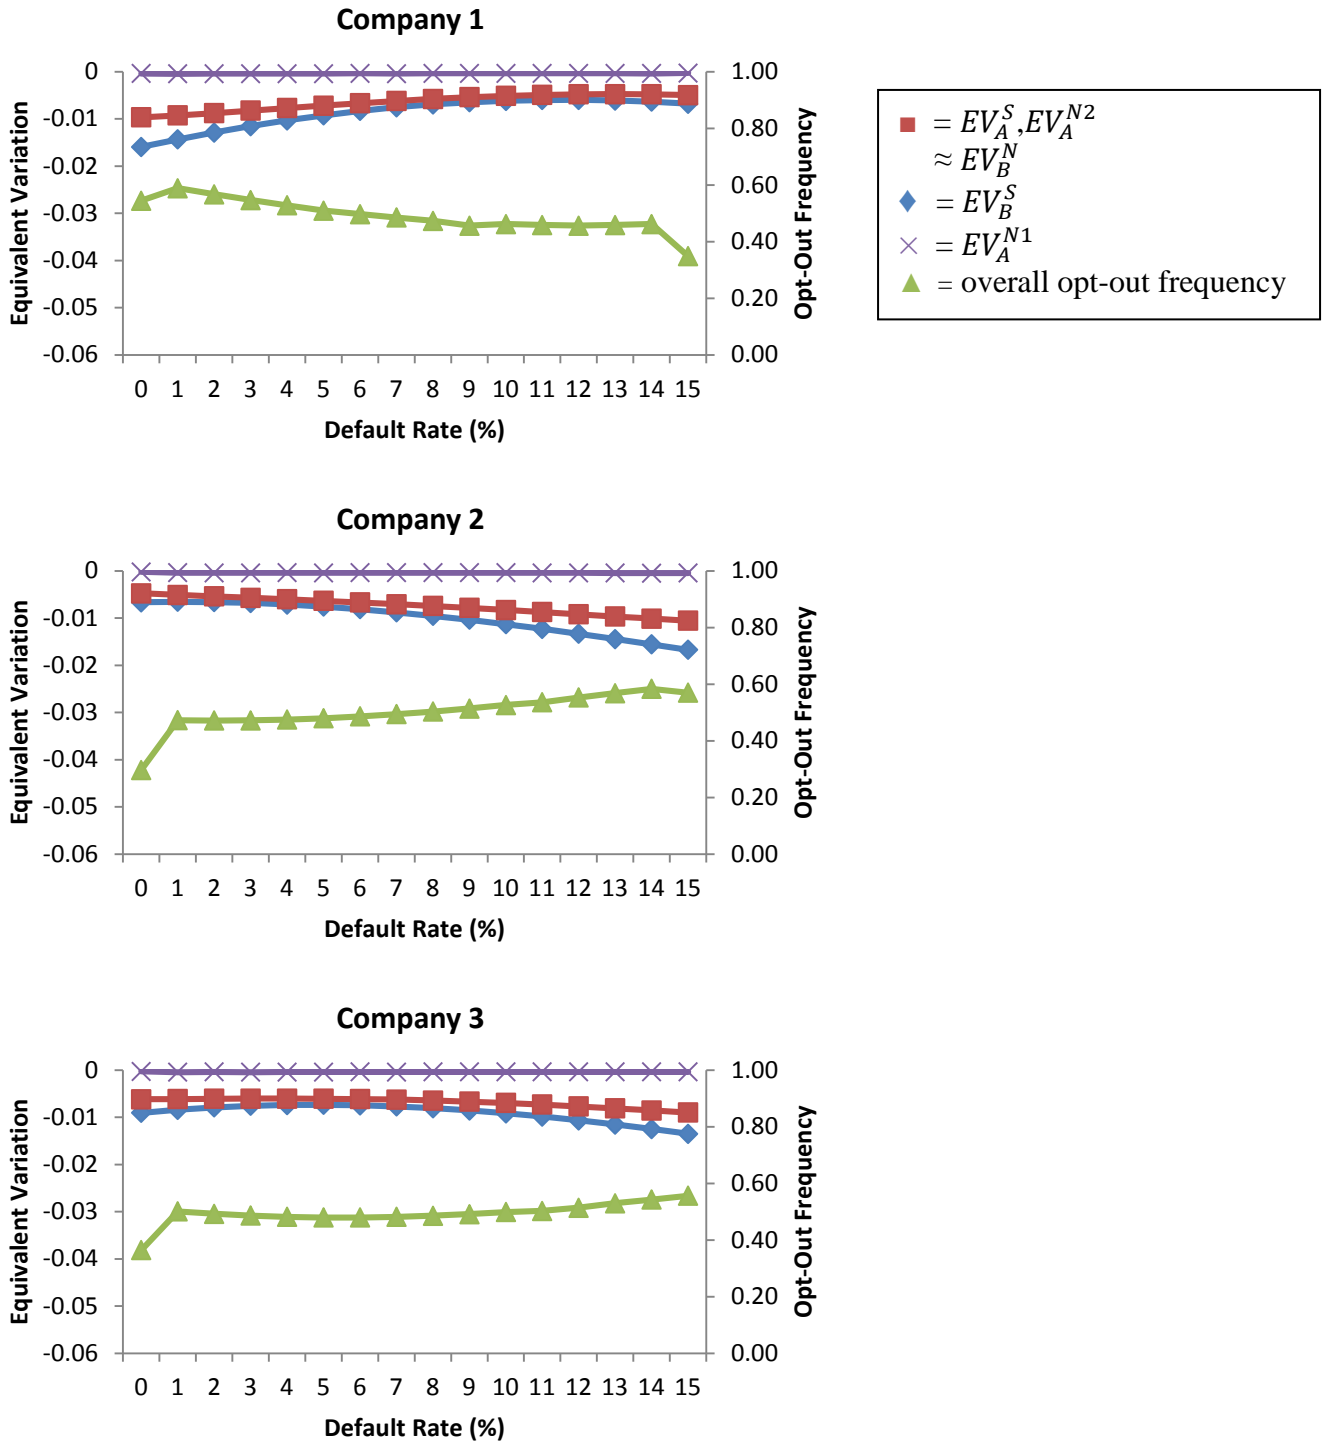 Company 1
0
-0.01
-0.02
-0.03
-0.04
-0.05
-0.06
Equivalent Variation
1.00
0.80
0.60
0.40
0.20
0.00
Opt-Out Frequency
0 1 2 3 4 5 6 7 8 9 10 11 12 13 14 15
Default Rate (%)
= EV_A^S, EV_A^{N2}
≈ EV_B^N
= EV_B^S
= EV_A^{N1}
= overall opt-out frequency
Company 2
0
-0.01
-0.02
-0.03
-0.04
-0.05
-0.06
Equivalent Variation
1.00
0.80
0.60
0.40
0.20
0.00
Opt-Out Frequency
0 1 2 3 4 5 6 7 8 9 10 11 12 13 14 15
Default Rate (%)
Company 3
0
-0.01
-0.02
-0.03
-0.04
-0.05
-0.06
Equivalent Variation
1.00
0.80
0.60
0.40
0.20
0.00
Opt-Out Frequency
0 1 2 3 4 5 6 7 8 9 10 11 12 13 14 15
Default Rate (%)